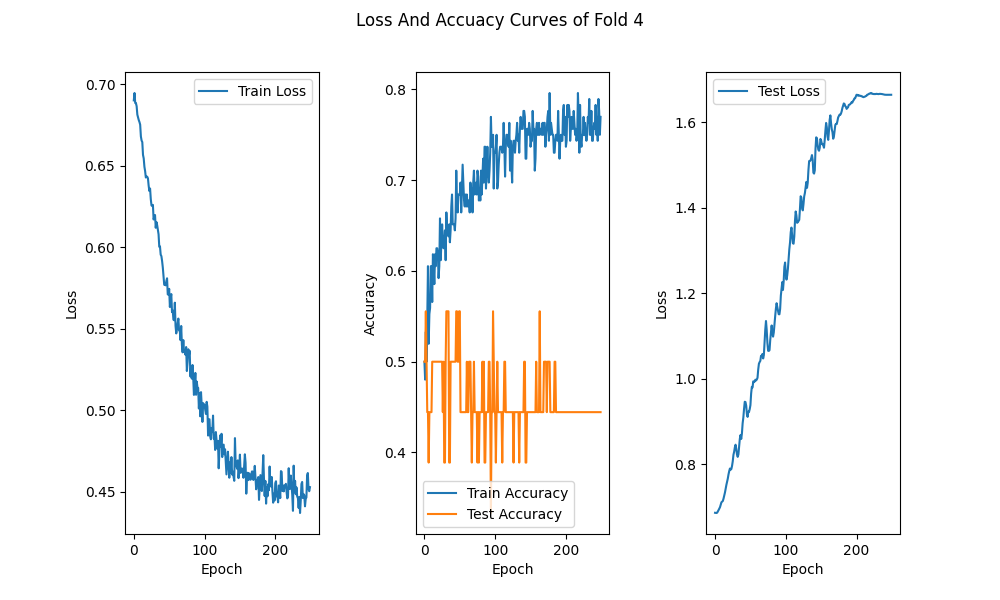 Loss And Accuacy Curves of Fold 4
0.70
0.65
0.60
0.55
0.50
0.45
Loss
0
100
200
Epoch
Train Loss
0.8
0.7
0.6
0.5
0.4
Accuracy
0
100
200
Epoch
Train Accuracy
Test Accuracy
1.6
1.4
1.2
1.0
0.8
Loss
0
100
200
Epoch
Test Loss